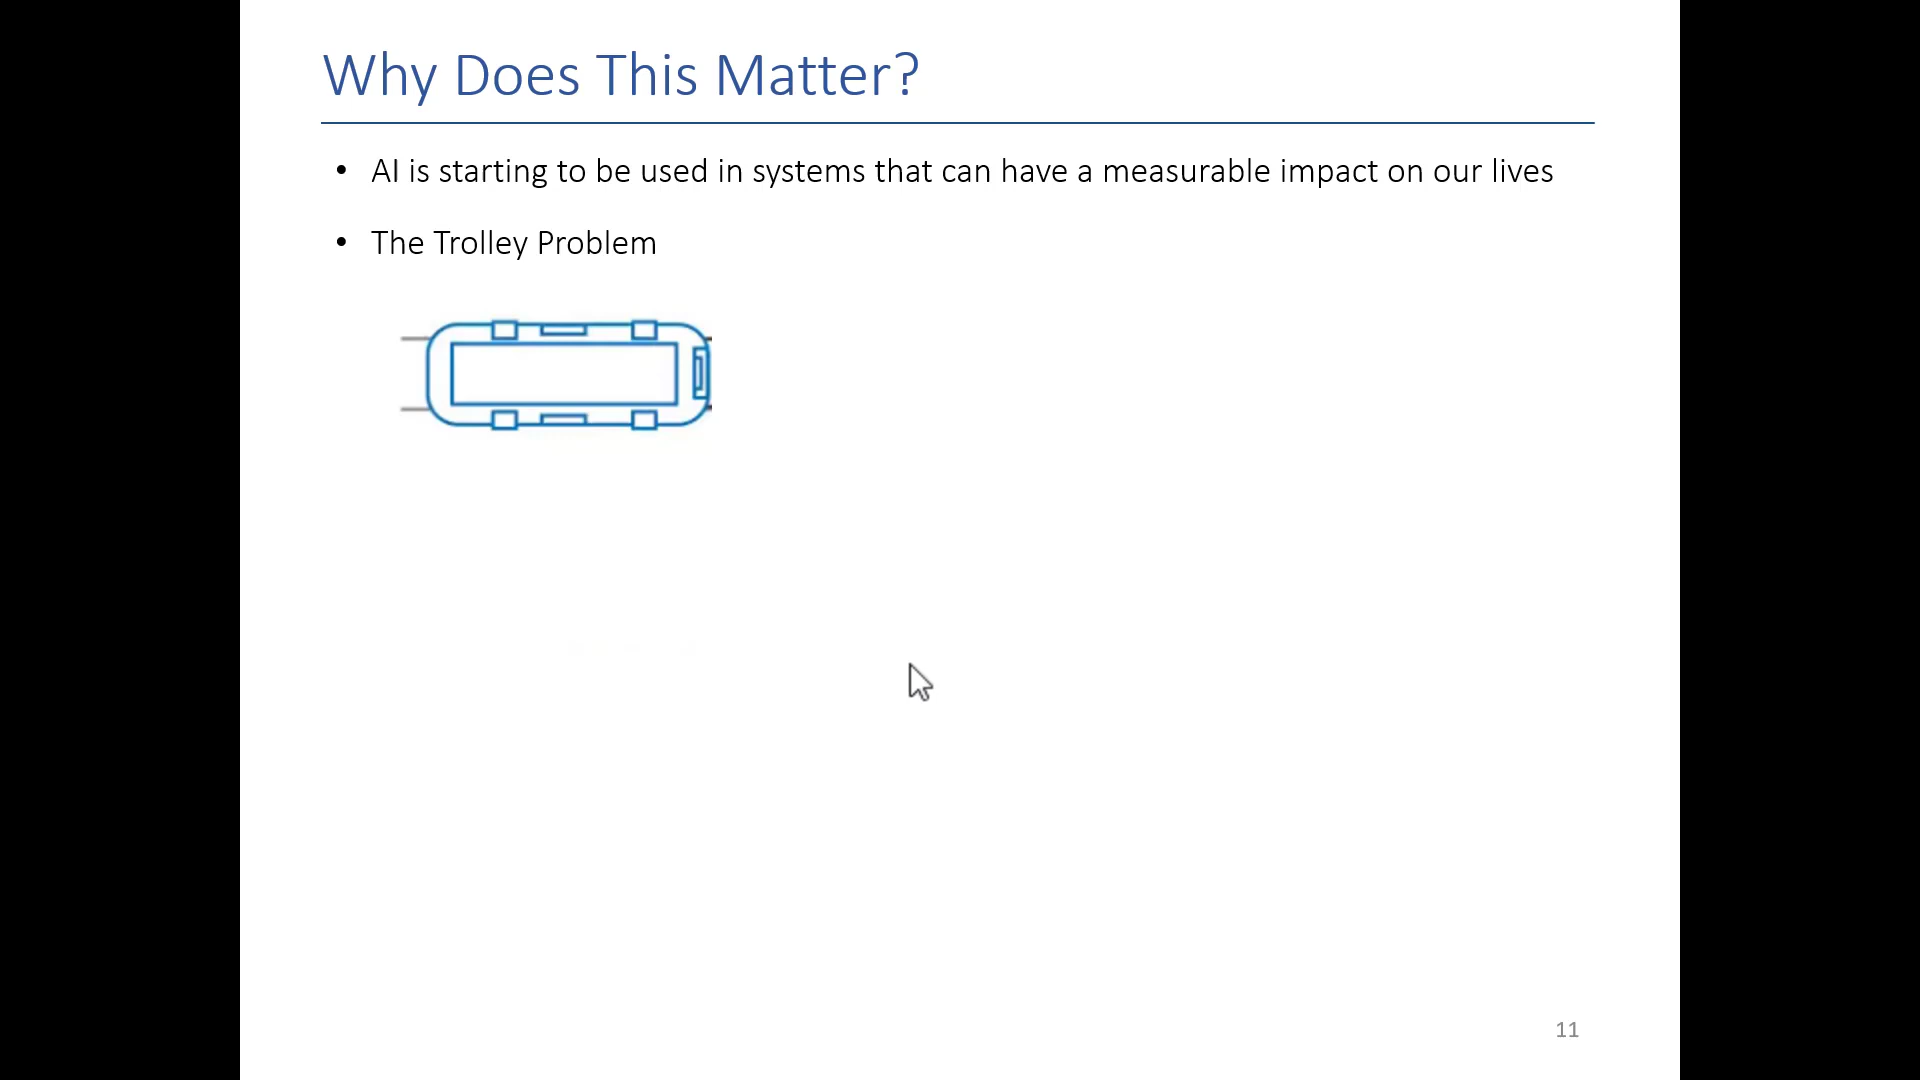 Why Does This Matter?
• AI is starting to be used in systems that can have a measurable impact on our lives
• The Trolley Problem
11